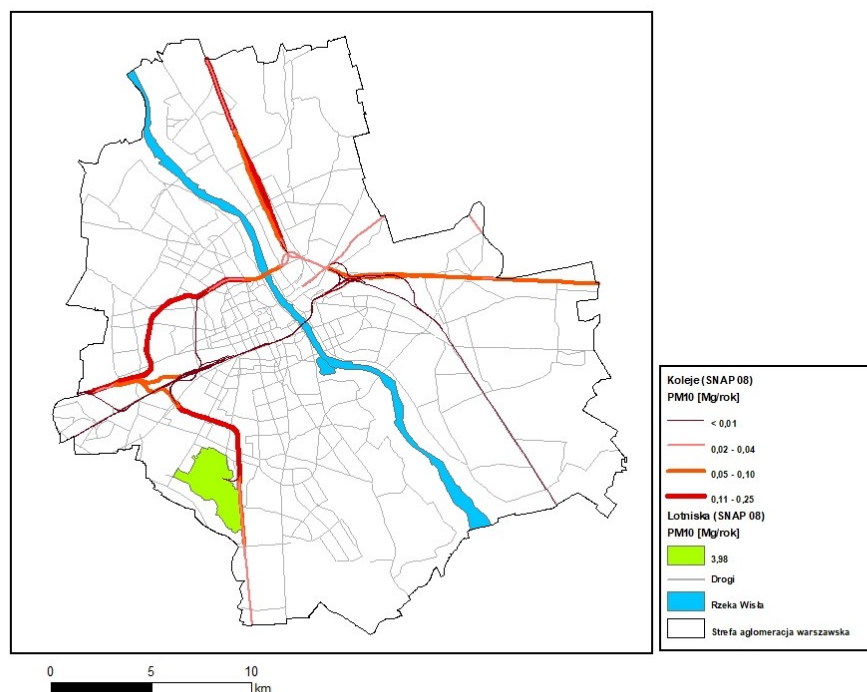 Koleje (SNAP 08)
PM10 [Mg/rok]
< 0,01
0,02 - 0,04
0,05 - 0,10
0,11 - 0,25
Lotniska (SNAP 08)
PM10 [Mg/rok]
3,98
Drogi
Rzeka Wisła
Strefa aglomeracja warszawska
0 5 10
km